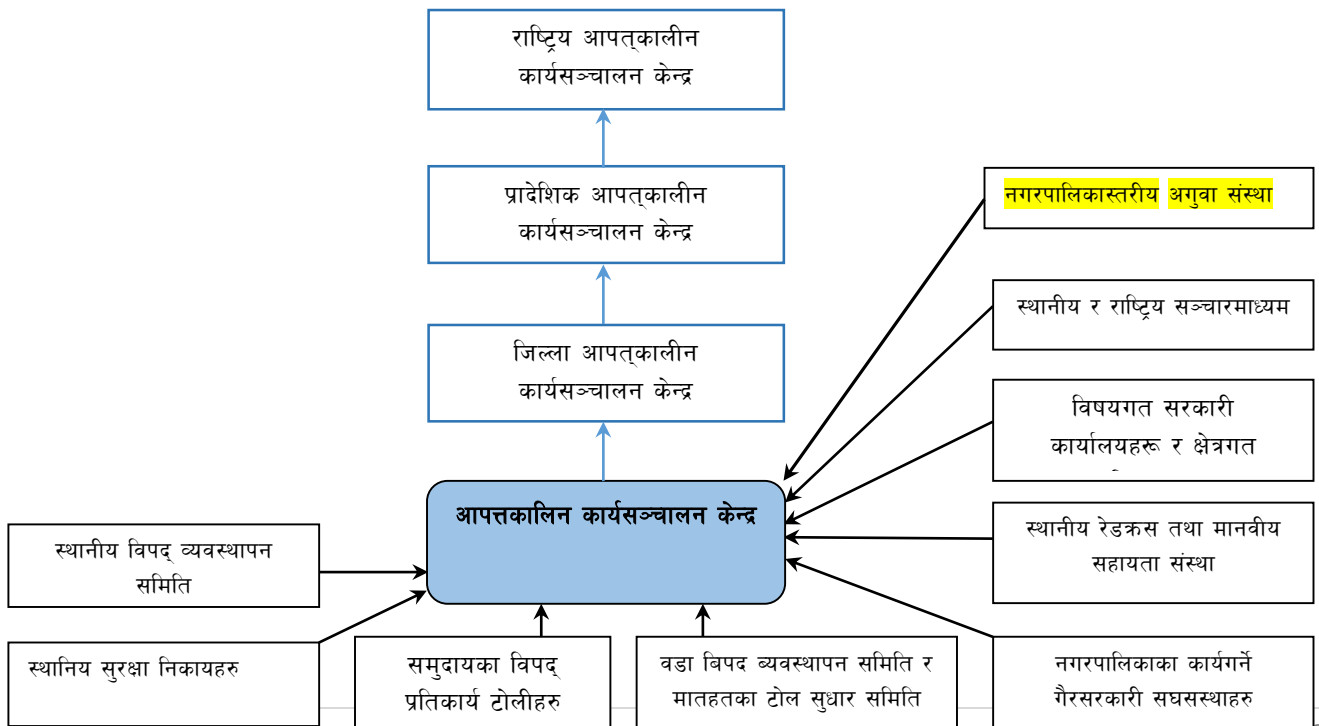 राष्ट्रिय आपत्‌कालीन
कार्यसञ्चालन केन्द्र
प्रादेशिक आपत्‌कालीन
कार्यसञ्चालन केन्द्र
नगरपालिकास्तरीय अगुवा संस्था
स्थानीय र राष्ट्रिय सञ्चारमाध्यम
जिल्ला आपत्‌कालीन
कार्यसञ्चालन केन्द्र
विषयगत सरकारी
कार्यालयहरू र क्षेत्रगत
आपत्तकालिन कार्यसञ्चालन केन्द्र
स्थानीय रेडक्रस तथा मानवीय
सहायता संस्था
स्थानीय विपद् व्यवस्थापन
समिति
स्थानिय सुरक्षा निकायहरु
समुदायका विपद्
प्रतिकार्य टोलीहरु
वडा बिपद ब्यवस्थापन समिति र
मातहतका टोल सुधार समिति
नगरपालिकाका कार्यगर्ने
गैरसरकारी सघसस्थाहरु